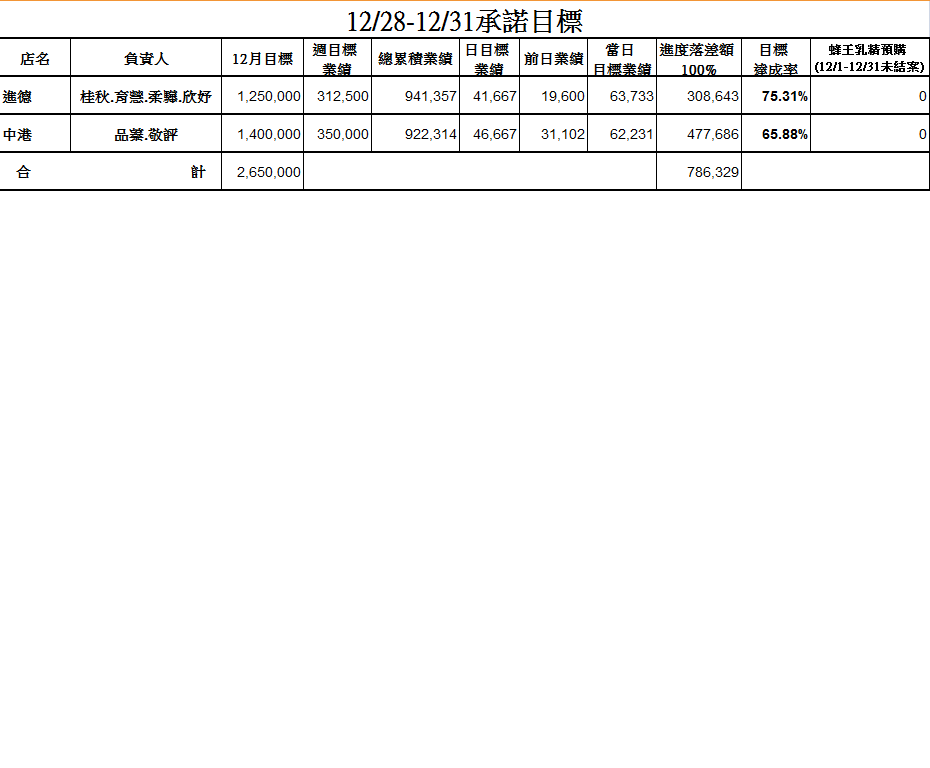 12/28-12/31承諾目標
店名 負責人 12月目標 週目標 業績 總累積業績 日目標 業績 前日業績 當日 目標業績 進度落差額 100% 目標 達成率 蜂王乳精預購 (12/1-12/31未結案)
進德 桂秋.育慧.柔驊.欣妤 1,250,000 312,500 941,357 41,667 19,600 63,733 308,643 75.31% 0
中港 品蓁.敬評 1,400,000 350,000 922,314 46,667 31,102 62,231 477,686 65.88% 0
合 計 2,650,000 786,329